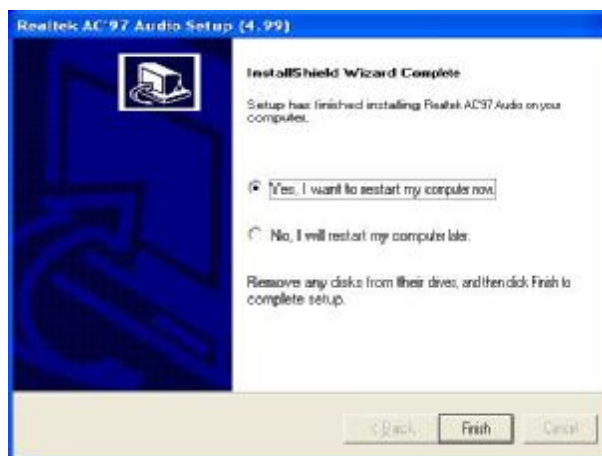 Realtek AC'97 Audio Setup (4.99)
InstallShield Wizard Complete
Setup has finished installing Realtek AC'97 Audio on your
computer.
Yes, I want to restart my computer now.
No, I will restart my computer later.
Remove any disks from their drives, and then click Finish to
complete setup.
< Back Finish Cancel